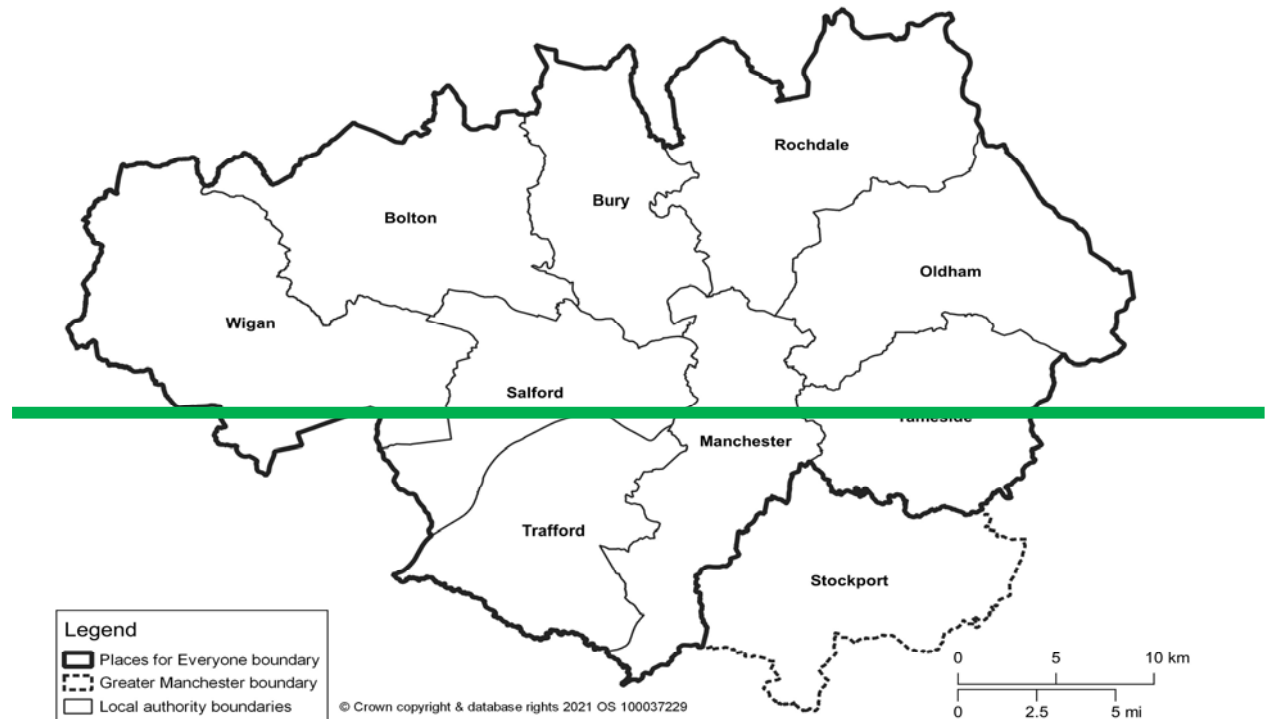 Rochdale
Bury
Bolton
Oldham
Wigan
Salford
Tameside
Manchester
Trafford
Stockport
Legend
Places for Everyone boundary
Greater Manchester boundary
Local authority boundaries
© Crown copyright & database rights 2021 OS 100037229
0 5 10 km
0 2.5 5 mi